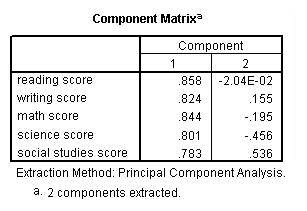 Component Matrixa
Component
1 2
reading score .858 -2.04E-02
writing score .824 .155
math score .844 -.195
science score .801 -.456
social studies score .783 .536
Extraction Method: Principal Component Analysis.
a. 2 components extracted.